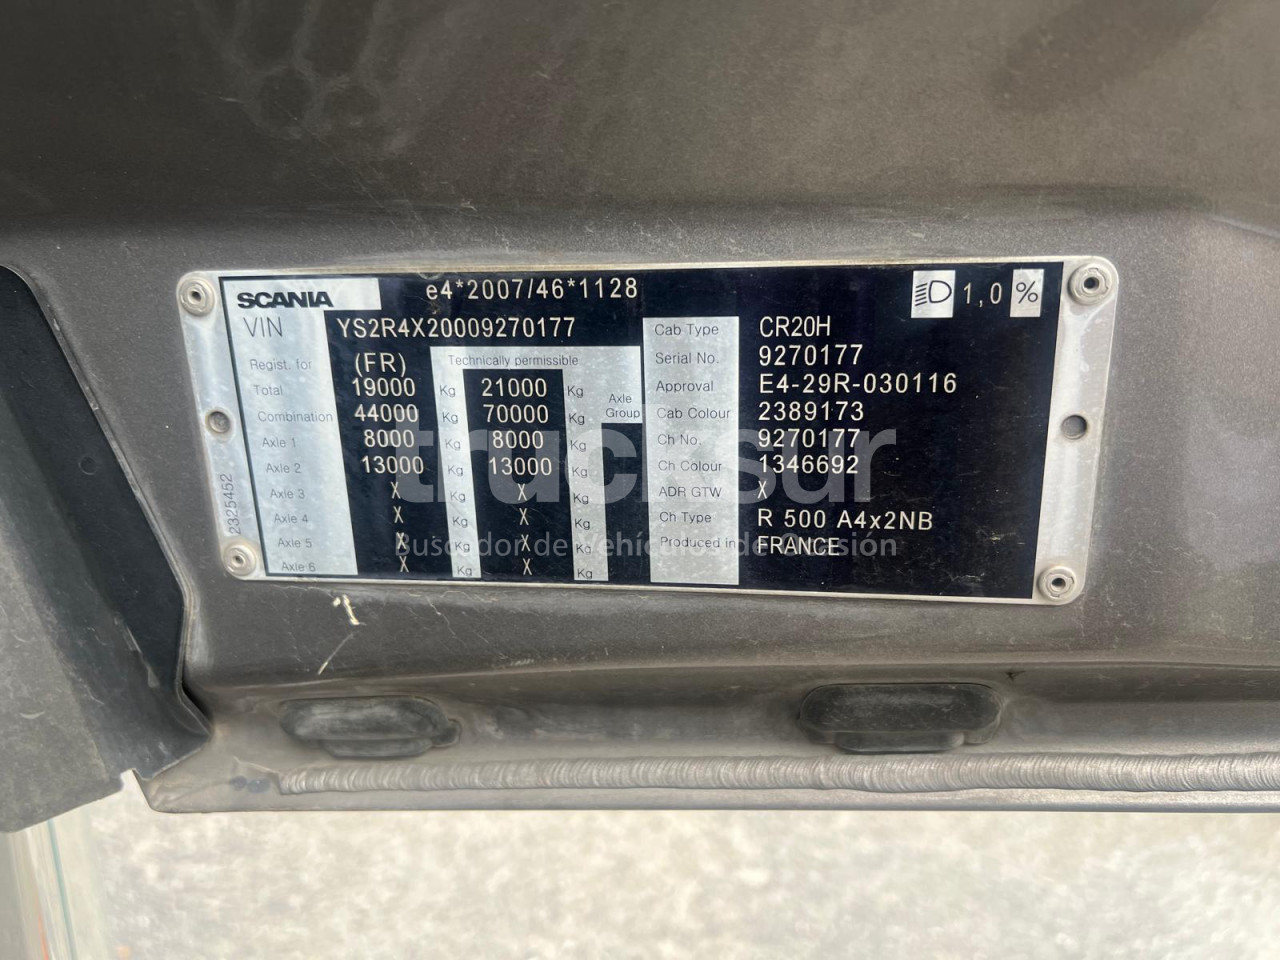 SCANIA e4*2007/46*1128 1,0 %
VIN YS2R4X20009270177
Regist. for (FR) Technically permissible
Total 19000 Kg 21000 Kg Axle Group
Combination 44000 Kg 70000 Kg
Axle 1 8000 Kg 8000 Kg
Axle 2 13000 Kg 13000 Kg
Axle 3 X Kg X Kg
Axle 4 X Kg X Kg
Axle 5 X Kg X Kg
Axle 6 X Kg X Kg
Cab Type CR20H
Serial No. 9270177
Approval E4-29R-030116
Cab Colour 2389173
Ch No. 9270177
Ch Colour 1346692
ADR GTW X
Ch Type R 500 A4x2NB
Produced in FRANCE
2325452
trucksur
Buscador de Vehículos de Ocasión